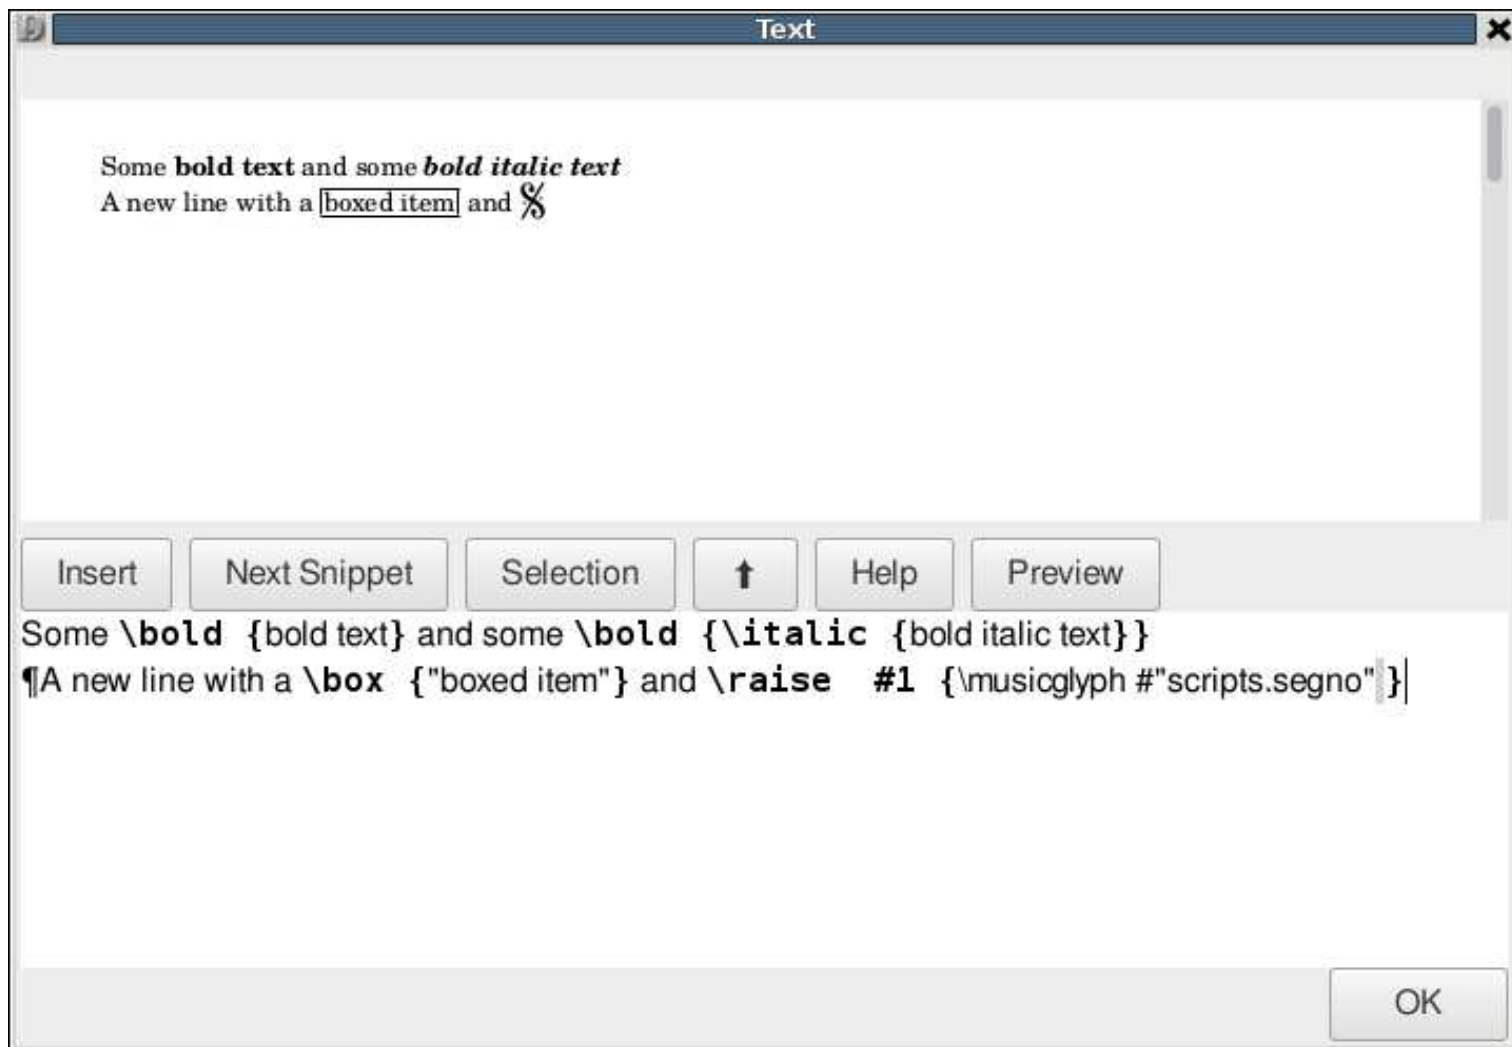 Text
Some bold text and some bold italic text
A new line with a boxed item and 𝄋
Insert Next Snippet Selection ⬆ Help Preview
Some \bold {bold text} and some \bold {\italic {bold italic text}}
¶A new line with a \box {"boxed item"} and \raise #1 {\musicglyph #"scripts.segno" }
OK